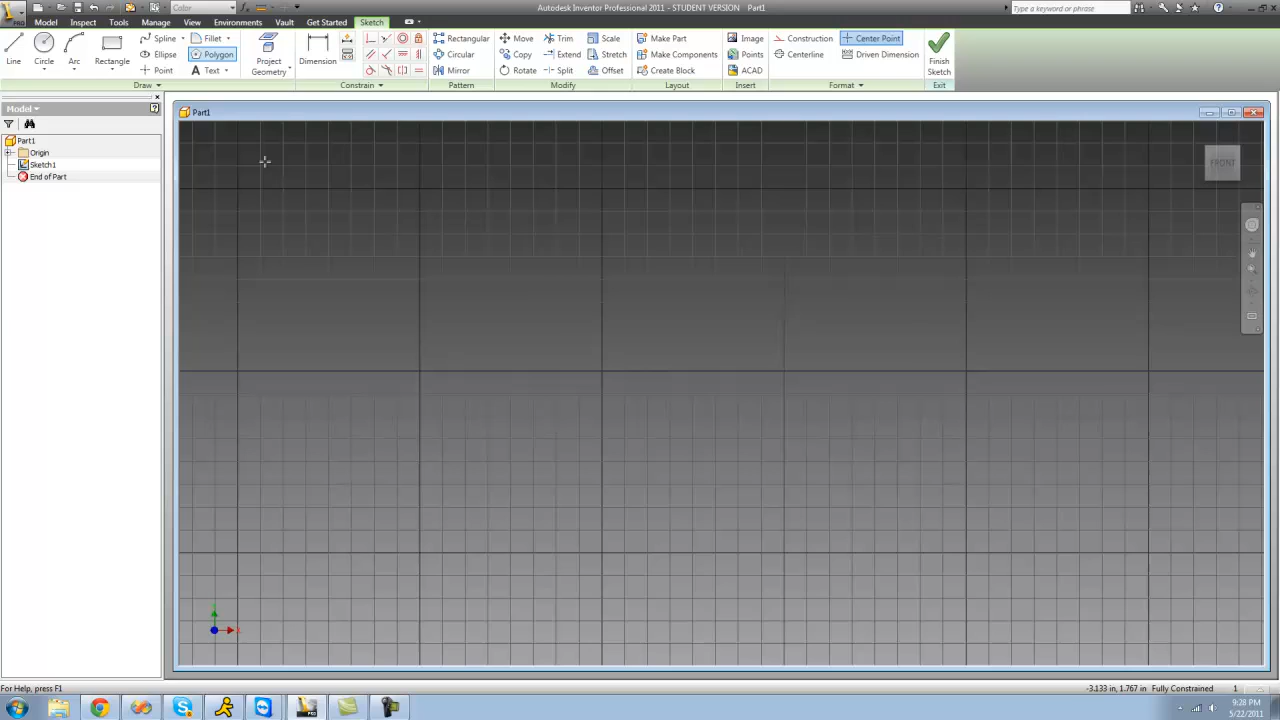 Color
Autodesk Inventor Professional 2011 - STUDENT VERSION Part1
Type a keyword or phrase
PRO
Model Inspect Tools Manage View Environments Vault Get Started Sketch
Line Circle Arc Rectangle
Spline Fillet
Ellipse Polygon
Point Text
Project Geometry
Dimension
Rectangular
Circular
Mirror
Move Trim Scale
Copy Extend Stretch
Rotate Split Offset
Make Part
Make Components
Create Block
Image
Points
ACAD
Construction Center Point
Centerline Driven Dimension
Finish Sketch
Draw Constrain Pattern Modify Layout Insert Format Exit
Model
Part1
Part1
Origin
Sketch1
End of Part
FRONT
For Help, press F1
-3.133 in, 1.767 in Fully Constrained 1
9:28 PM
5/22/2011